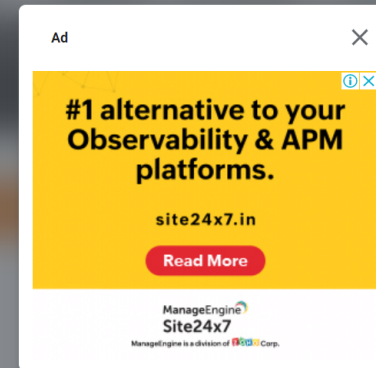 Ad
#1 alternative to your
Observability & APM
platforms.
site24x7.in
Read More
ManageEngine
Site24x7
ManageEngine is a division of ZOHO Corp.